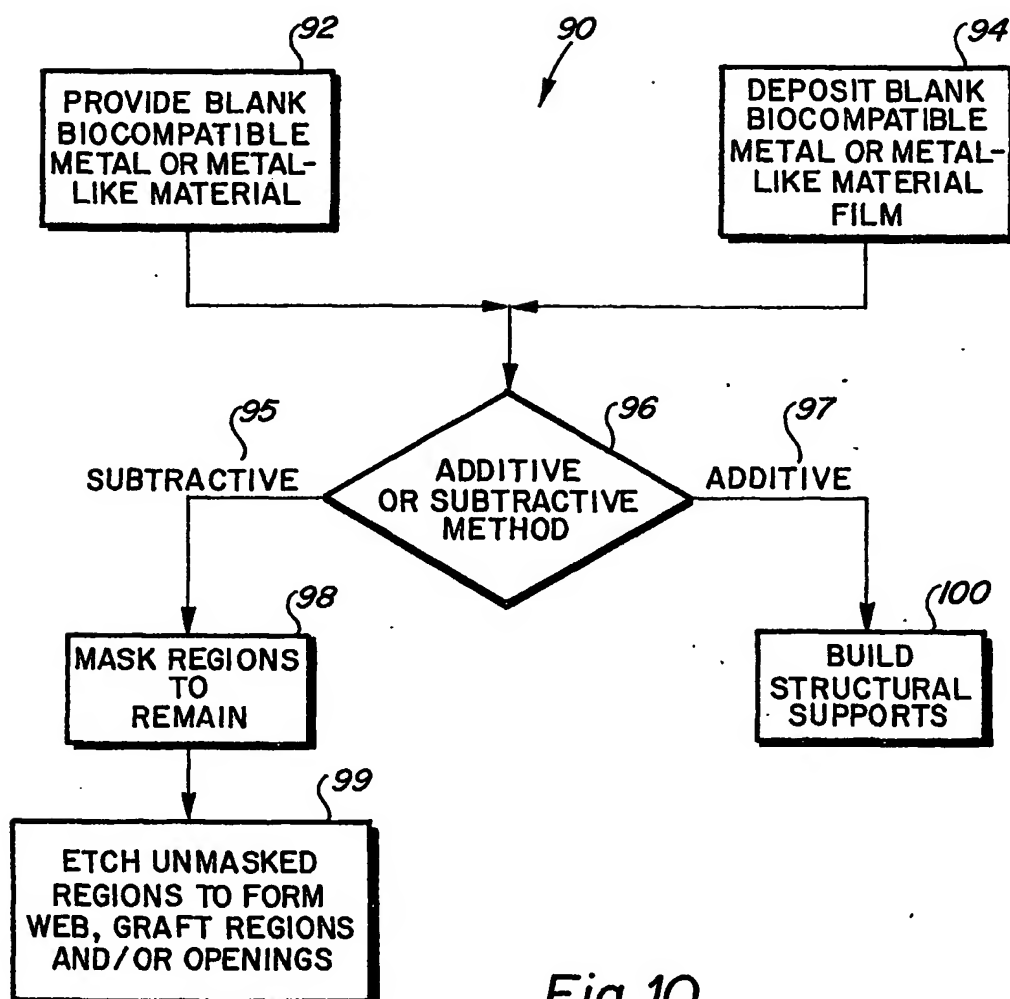 92
90
94
PROVIDE BLANK
BIOCOMPATIBLE
METAL OR METAL-
LIKE MATERIAL
DEPOSIT BLANK
BIOCOMPATIBLE
METAL OR METAL-
LIKE MATERIAL
FILM
95
96
97
SUBTRACTIVE
ADDITIVE
OR SUBTRACTIVE
METHOD
ADDITIVE
98
MASK REGIONS
TO
REMAIN
100
BUILD
STRUCTURAL
SUPPORTS
99
ETCH UNMASKED
REGIONS TO FORM
WEB, GRAFT REGIONS
AND/OR OPENINGS
Fig. 10